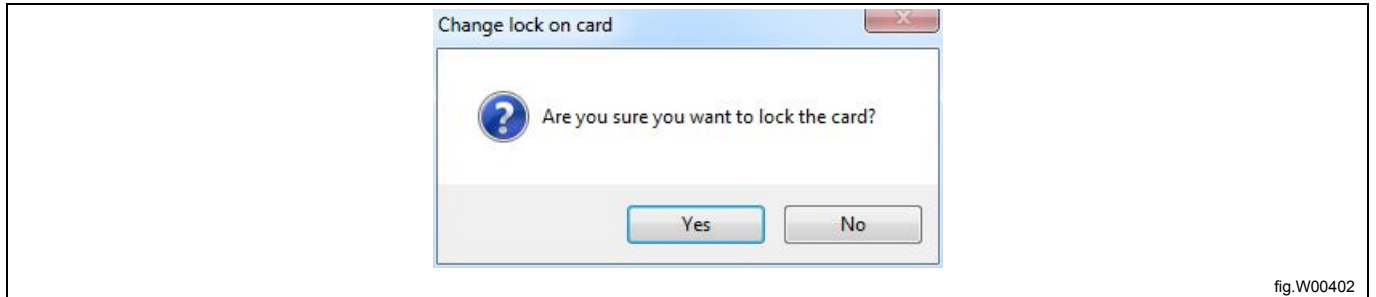 Change lock on card
Are you sure you want to lock the card?
Yes No
fig.W00402